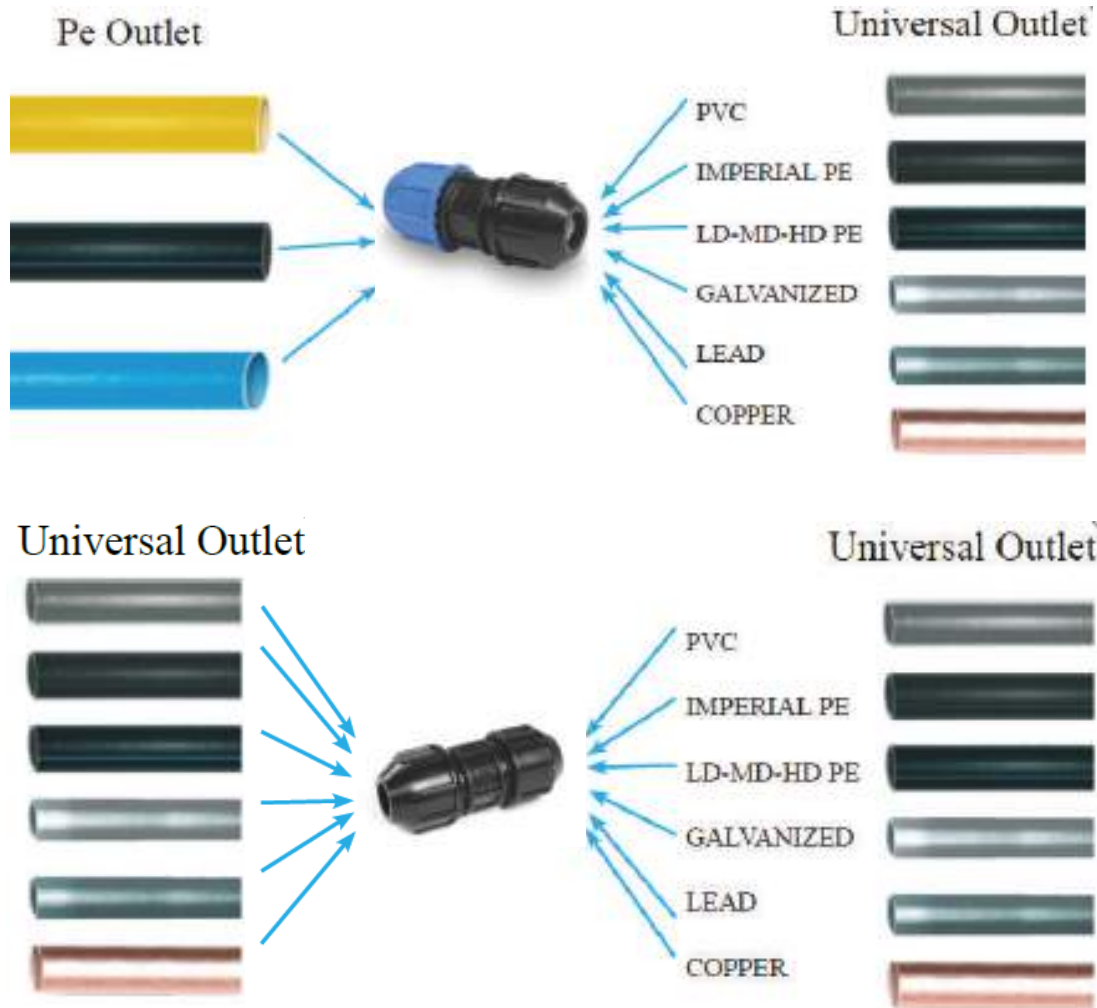 Pe Outlet
Universal Outlet
PVC
IMPERIAL PE
LD-MD-HD PE
GALVANIZED
LEAD
COPPER
Universal Outlet
Universal Outlet
PVC
IMPERIAL PE
LD-MD-HD PE
GALVANIZED
LEAD
COPPER